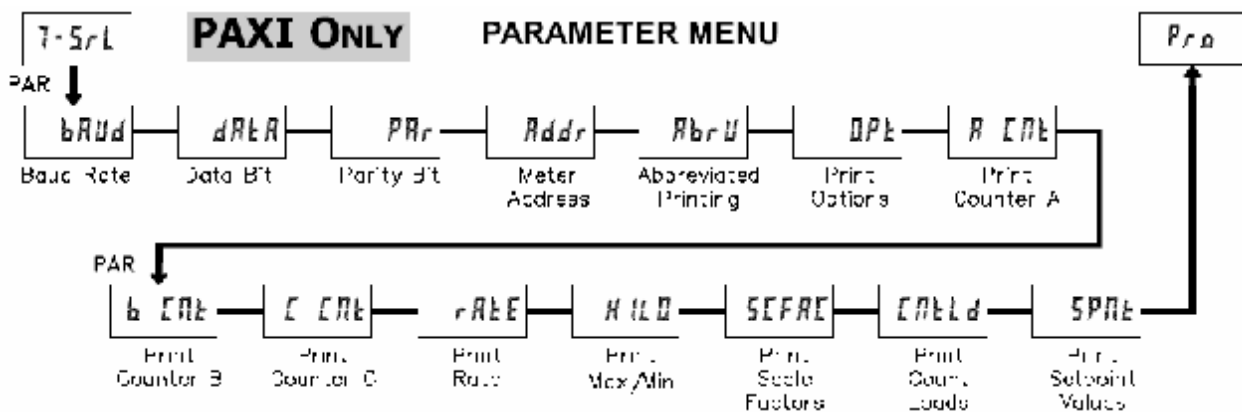 7-SrL PAXI ONLY PARAMETER MENU Pro
PAR
bAUd dAtA PAr Addr AbrV OPt A CNt
Baud Rate Data Bit Parity Bit Meter Address Abbreviated Printing Print Options Print Counter A
PAR
b CNt C CNt rAtE HILO SCFAC CNtLd SPNt
Print Counter B Print Counter C Print Rate Print Max/Min Print Scale Factors Print Count Loads Print Setpoint Values